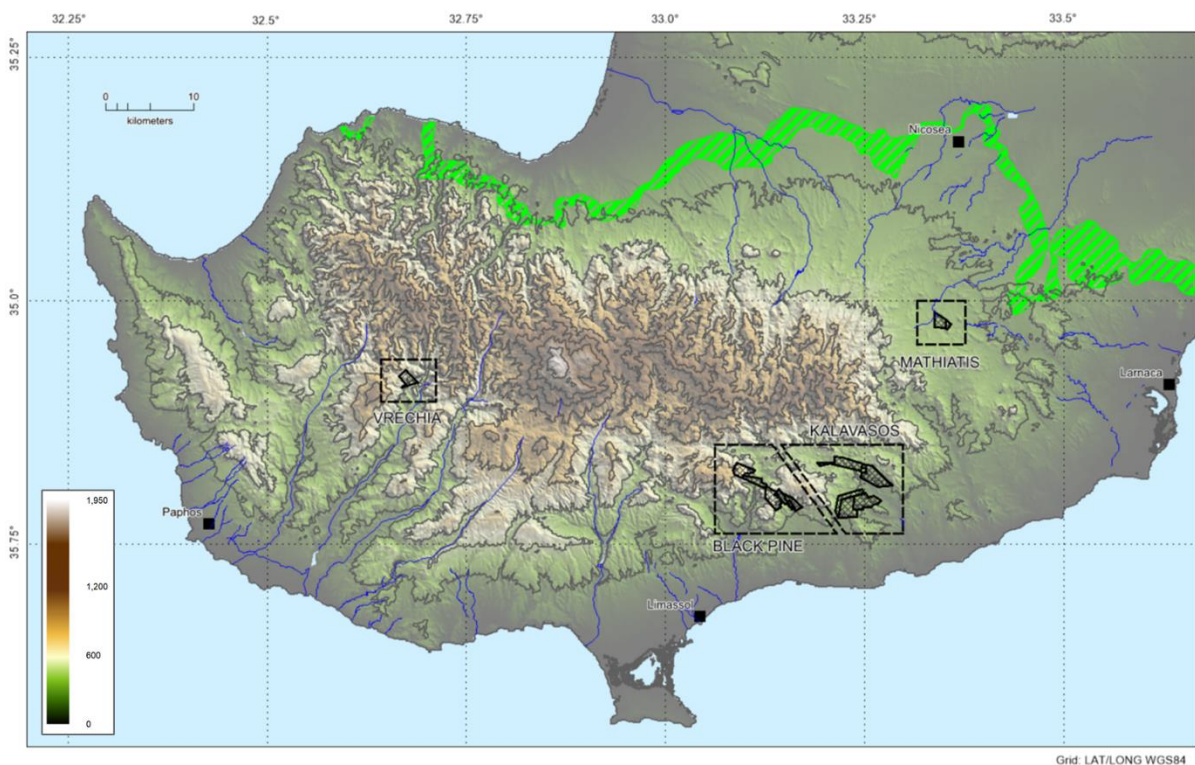 32.25° 32.5° 32.75° 33.0° 33.25° 33.5°
35.25°
0 10
kilometers
Nicosea
35.0°
MATHIATIS
Larnaca
VRECHIA
KALAVASOS
1,950
Paphos
35.75°
BLACK PINE
1,200
Limassol
600
0
Grid: LAT/LONG WGS84